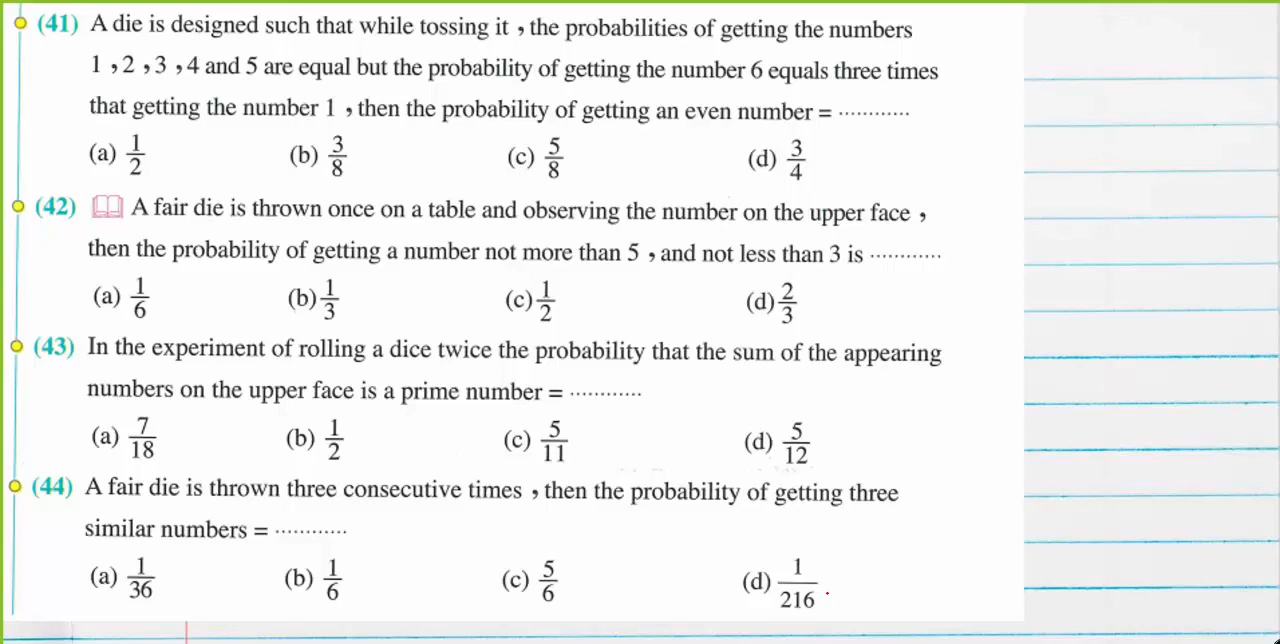 (41) A die is designed such that while tossing it , the probabilities of getting the numbers
1 , 2 , 3 , 4 and 5 are equal but the probability of getting the number 6 equals three times
that getting the number 1 , then the probability of getting an even number = ············
(a) 1/2 (b) 3/8 (c) 5/8 (d) 3/4
(42) A fair die is thrown once on a table and observing the number on the upper face ,
then the probability of getting a number not more than 5 , and not less than 3 is ············
(a) 1/6 (b) 1/3 (c) 1/2 (d) 2/3
(43) In the experiment of rolling a dice twice the probability that the sum of the appearing
numbers on the upper face is a prime number = ············
(a) 7/18 (b) 1/2 (c) 5/11 (d) 5/12
(44) A fair die is thrown three consecutive times , then the probability of getting three
similar numbers = ············
(a) 1/36 (b) 1/6 (c) 5/6 (d) 1/216